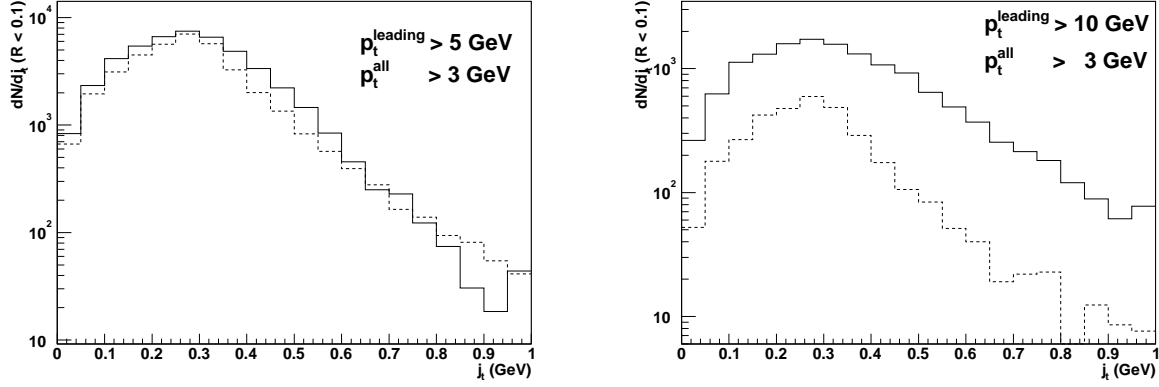 dN/dj_t (R < 0.1)
10^4
10^3
10^2
10
p_t^leading > 5 GeV
p_t^all > 3 GeV
0 0.1 0.2 0.3 0.4 0.5 0.6 0.7 0.8 0.9 1
j_t (GeV)
dN/dj_t (R < 0.1)
10^3
10^2
10
p_t^leading > 10 GeV
p_t^all > 3 GeV
0 0.1 0.2 0.3 0.4 0.5 0.6 0.7 0.8 0.9 1
j_t (GeV)